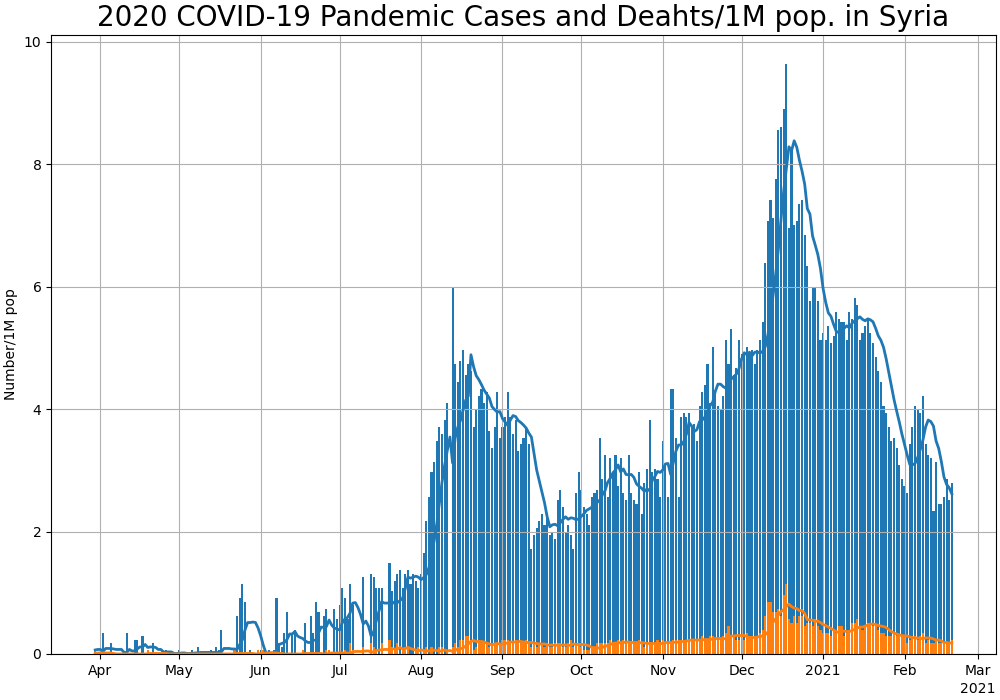 2020 COVID-19 Pandemic Cases and Deahts/1M pop. in Syria
Number/1M pop
10
8
6
4
2
0
Apr May Jun Jul Aug Sep Oct Nov Dec 2021 Feb Mar
2021